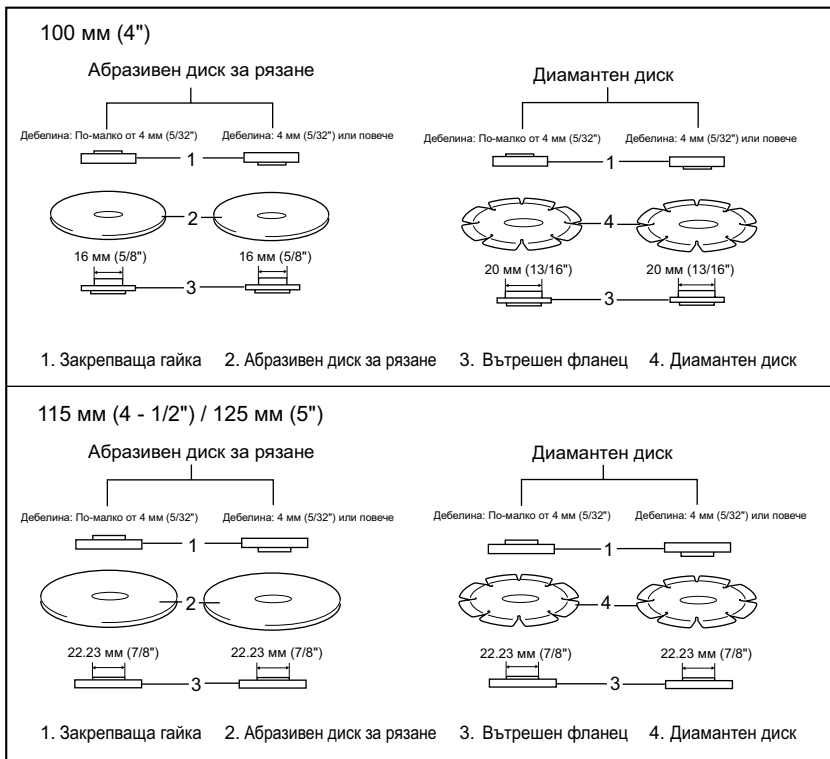 100 мм (4")
Абразивен диск за рязане Диамантен диск
Дебелина: По-малко от 4 мм (5/32") Дебелина: 4 мм (5/32") или повече Дебелина: По-малко от 4 мм (5/32") Дебелина: 4 мм (5/32") или повече
1 1
2 4
16 мм (5/8") 16 мм (5/8") 20 мм (13/16") 20 мм (13/16")
3 3
1. Закрепваща гайка 2. Абразивен диск за рязане 3. Вътрешен фланец 4. Диамантен диск
115 мм (4 - 1/2") / 125 мм (5")
Абразивен диск за рязане Диамантен диск
Дебелина: По-малко от 4 мм (5/32") Дебелина: 4 мм (5/32") или повече Дебелина: По-малко от 4 мм (5/32") Дебелина: 4 мм (5/32") или повече
1 1
2 4
22.23 мм (7/8") 22.23 мм (7/8") 22.23 мм (7/8") 22.23 мм (7/8")
3 3
1. Закрепваща гайка 2. Абразивен диск за рязане 3. Вътрешен фланец 4. Диамантен диск